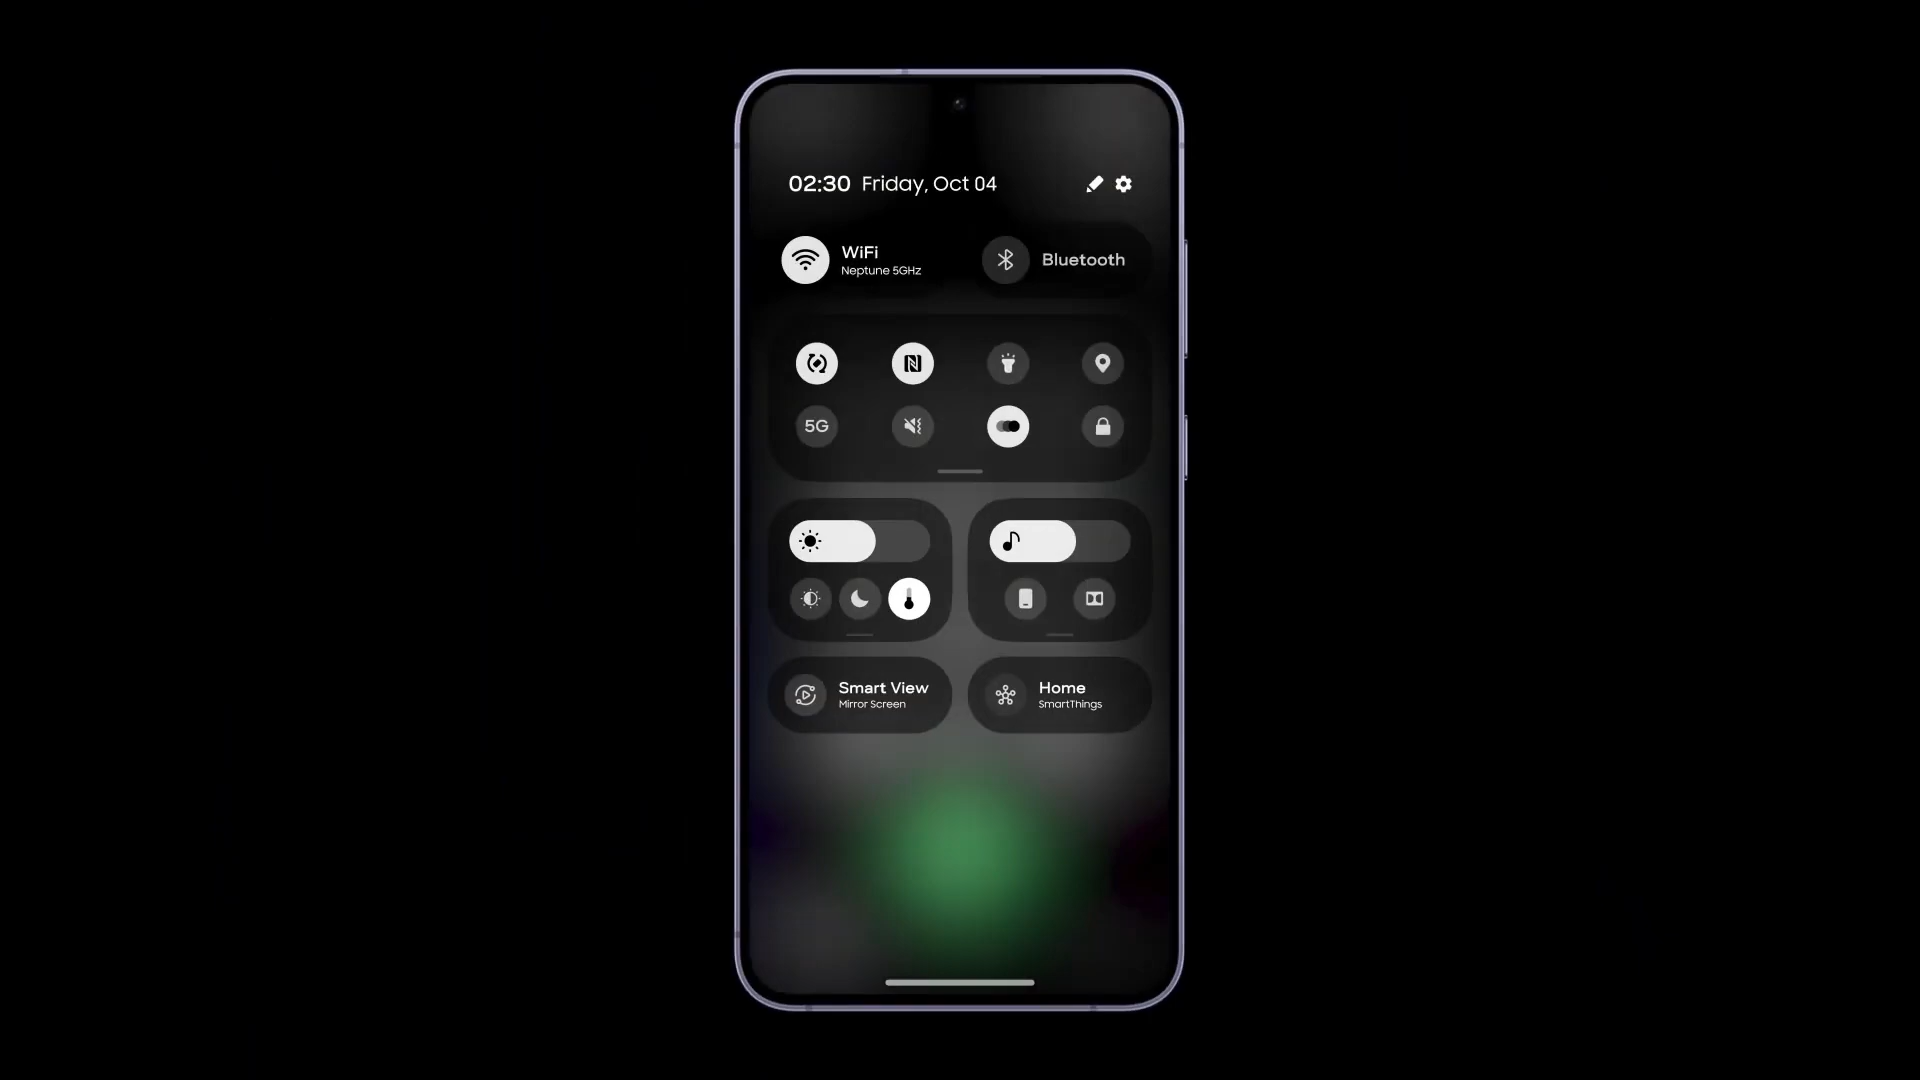 02:30 Friday, Oct 04
WiFi
Neptune 5GHz
Bluetooth
5G
Smart View
Mirror Screen
Home
SmartThings